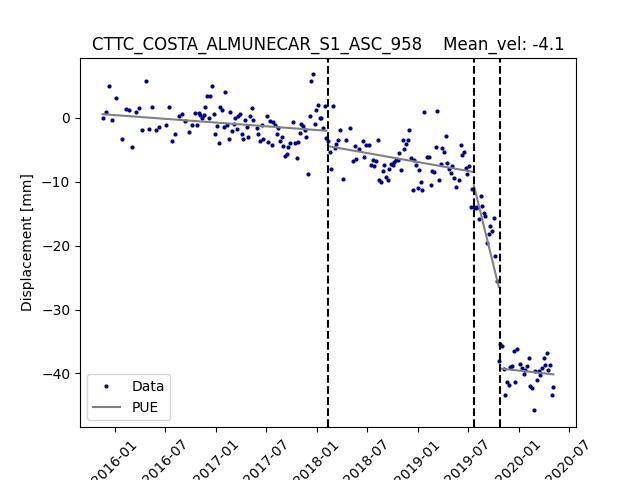 CTTC_COSTA_ALMUNECAR_S1_ASC_958 Mean_vel: -4.1
Displacement [mm]
0
−10
−20
−30
−40
Data
PUE
2016-01 2016-07 2017-01 2017-07 2018-01 2018-07 2019-01 2019-07 2020-01 2020-07